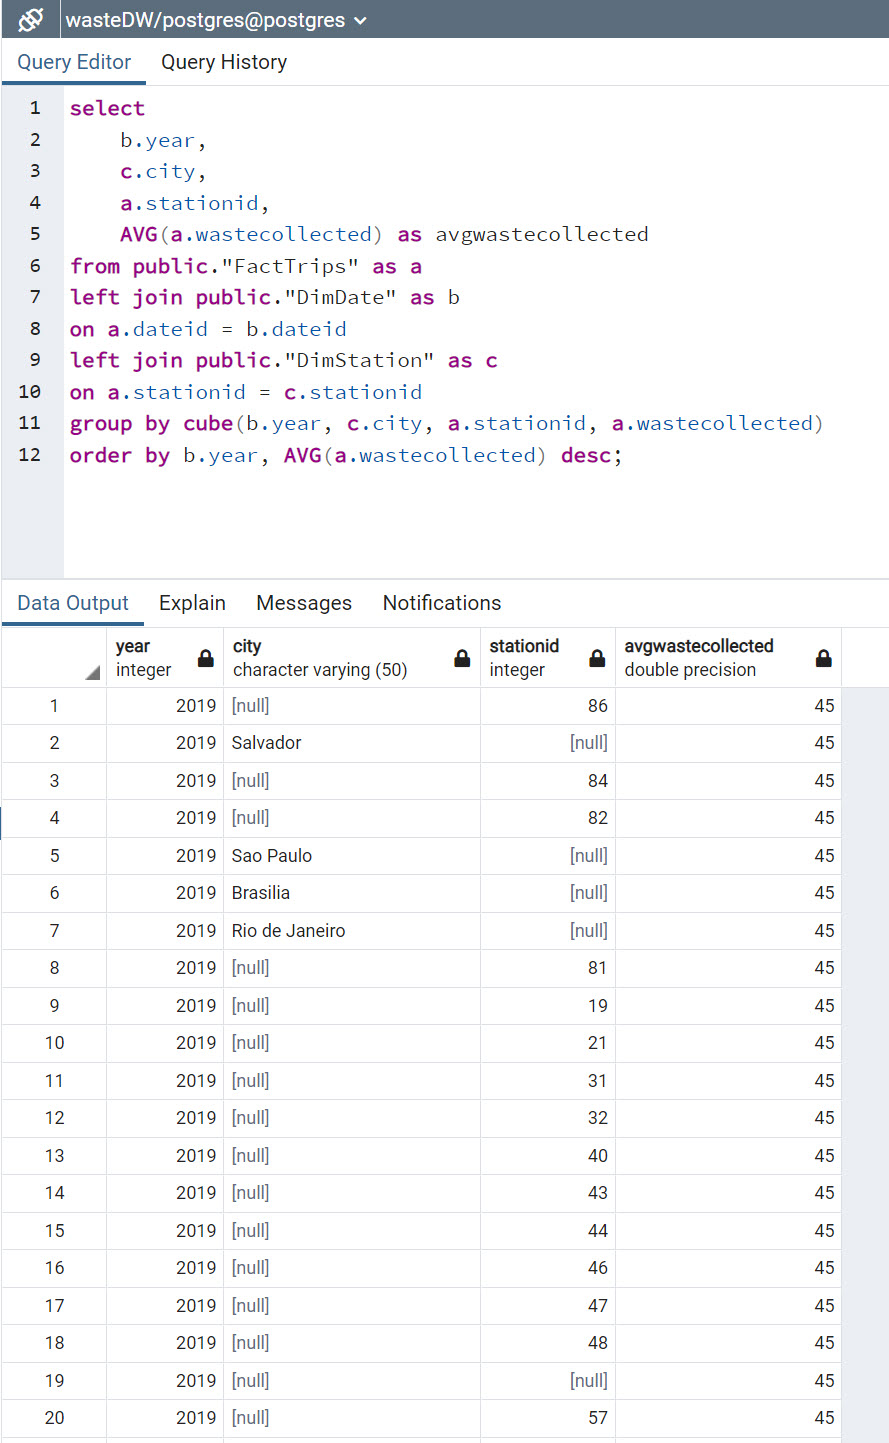 wasteDW/postgres@postgres
Query Editor Query History
1 select
2 b.year,
3 c.city,
4 a.stationid,
5 AVG(a.wastecollected) as avgwastecollected
6 from public."FactTrips" as a
7 left join public."DimDate" as b
8 on a.dateid = b.dateid
9 left join public."DimStation" as c
10 on a.stationid = c.stationid
11 group by cube(b.year, c.city, a.stationid, a.wastecollected)
12 order by b.year, AVG(a.wastecollected) desc;
Data Output Explain Messages Notifications
year city stationid avgwastecollected
integer character varying (50) integer double precision
1 2019 [null] 86 45
2 2019 Salvador [null] 45
3 2019 [null] 84 45
4 2019 [null] 82 45
5 2019 Sao Paulo [null] 45
6 2019 Brasilia [null] 45
7 2019 Rio de Janeiro [null] 45
8 2019 [null] 81 45
9 2019 [null] 19 45
10 2019 [null] 21 45
11 2019 [null] 31 45
12 2019 [null] 32 45
13 2019 [null] 40 45
14 2019 [null] 43 45
15 2019 [null] 44 45
16 2019 [null] 46 45
17 2019 [null] 47 45
18 2019 [null] 48 45
19 2019 [null] [null] 45
20 2019 [null] 57 45